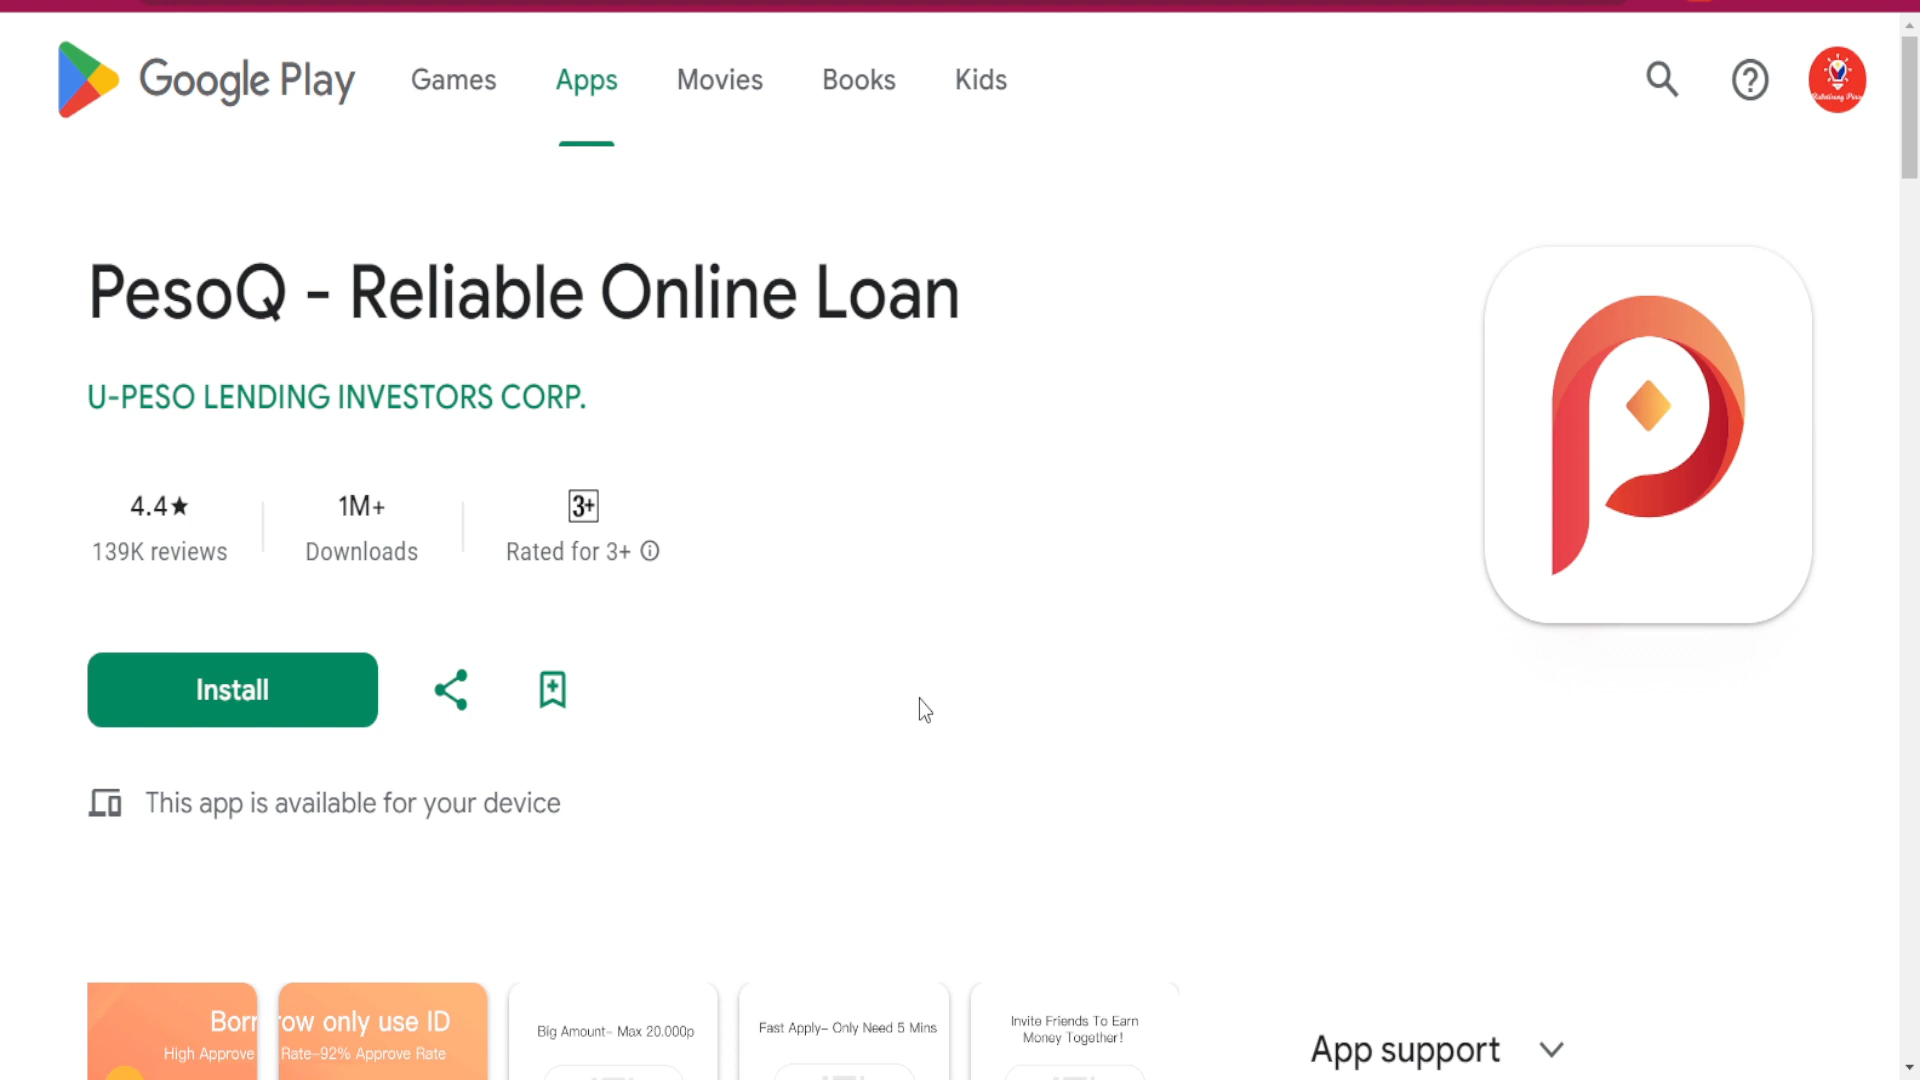 Google Play Games Apps Movies Books Kids
PesoQ - Reliable Online Loan
U-PESO LENDING INVESTORS CORP.
4.4★ 1M+ 3+
139K reviews Downloads Rated for 3+
Install
This app is available for your device
Borrow only use ID
High Approve Rate-92% Approve Rate
Big Amount- Max 20.000p
Fast Apply- Only Need 5 Mins
Invite Friends To Earn
Money Together!
App support